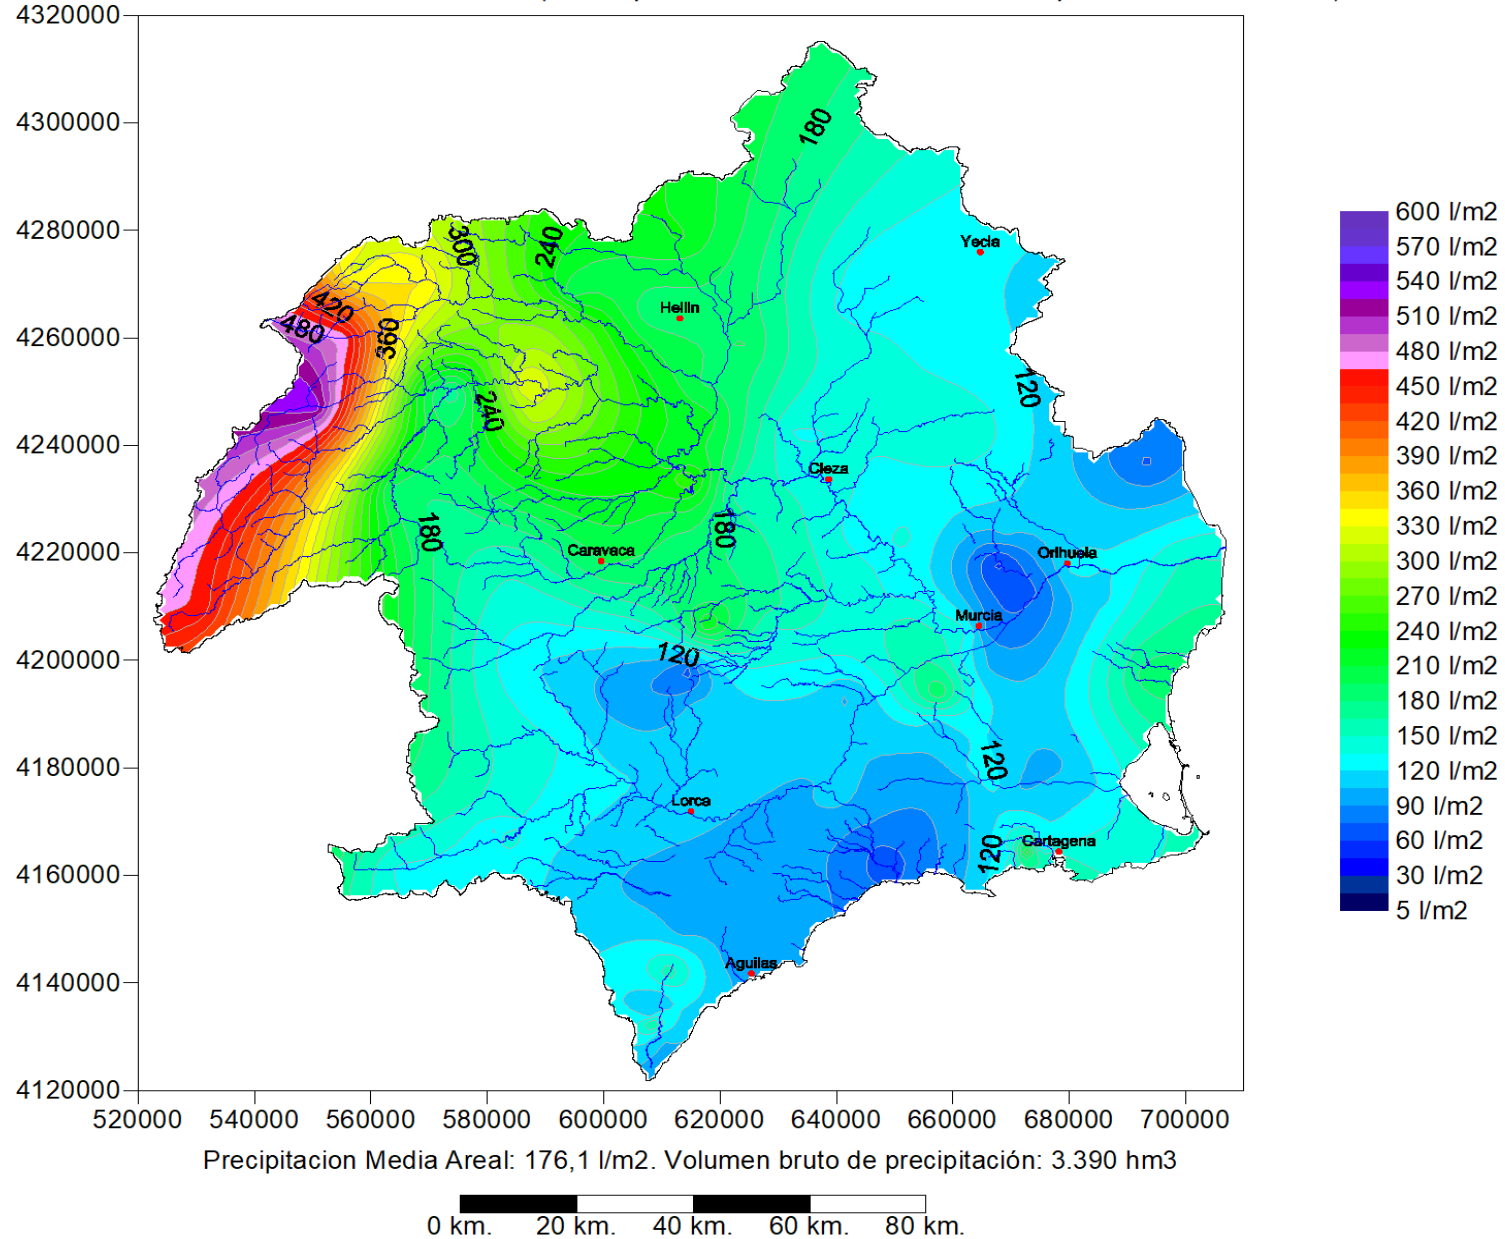 4320000
4300000
4280000
4260000
4240000
4220000
4200000
4180000
4160000
4140000
4120000
520000 540000 560000 580000 600000 620000 640000 660000 680000 700000
180
300
240
420
480
360
240
120
180
180
120
120
120
Yecla
Hellin
Cieza
Caravaca
Orihuela
Murcia
Lorca
Cartagena
Aguilas
600 l/m2
570 l/m2
540 l/m2
510 l/m2
480 l/m2
450 l/m2
420 l/m2
390 l/m2
360 l/m2
330 l/m2
300 l/m2
270 l/m2
240 l/m2
210 l/m2
180 l/m2
150 l/m2
120 l/m2
90 l/m2
60 l/m2
30 l/m2
5 l/m2
Precipitacion Media Areal: 176,1 l/m2. Volumen bruto de precipitación: 3.390 hm3
0 km. 20 km. 40 km. 60 km. 80 km.